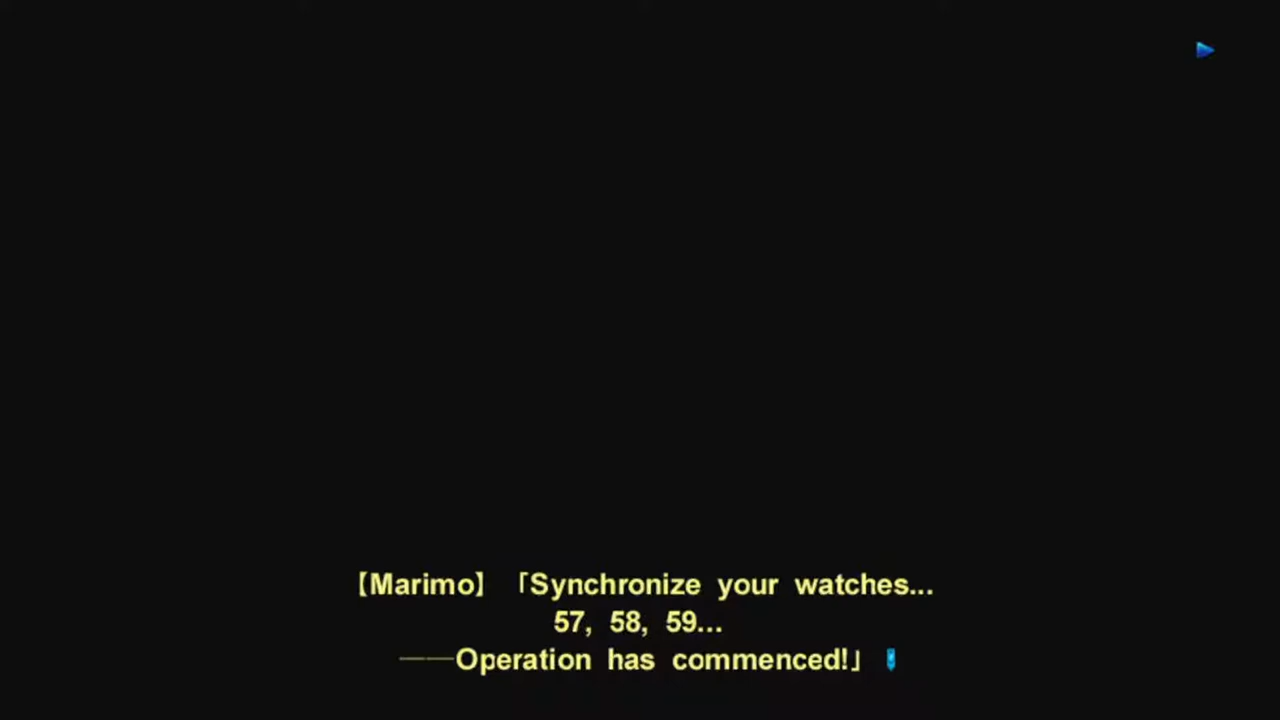 【Marimo】「Synchronize your watches...
57, 58, 59...
──Operation has commenced!」